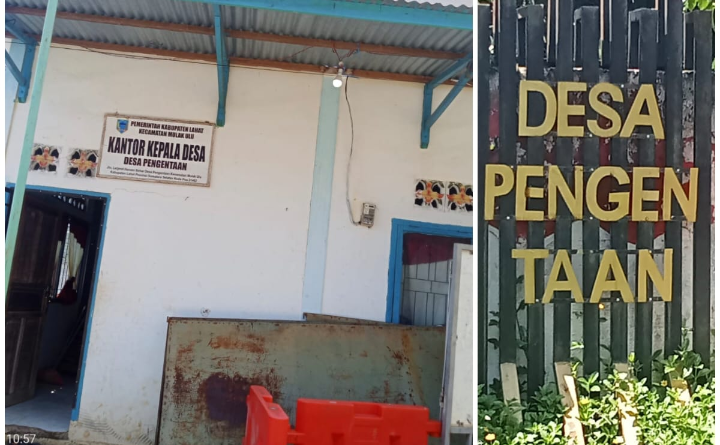 PEMERINTAH KABUPATEN LAHAT
KECAMATAN MULAK ULU
KANTOR KEPALA DESA
DESA PENGENTAAN
10:57
DESA
PENGEN
TAAN